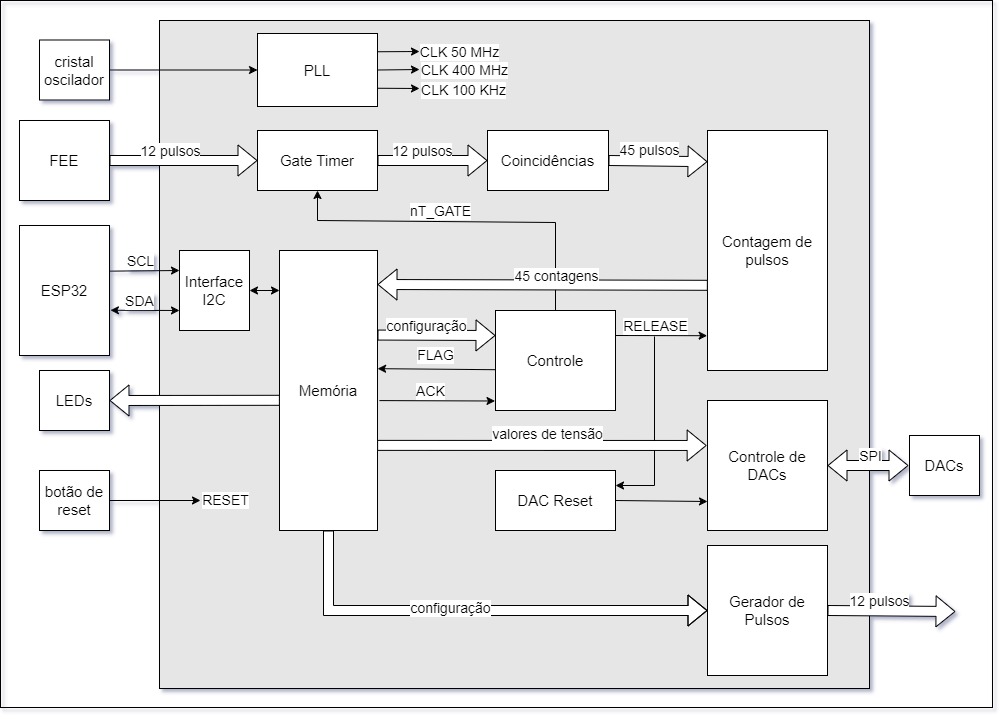 cristal
oscilador
PLL
CLK 50 MHz
CLK 400 MHz
CLK 100 KHz
FEE
12 pulsos
Gate Timer
12 pulsos
Coincidências
45 pulsos
Contagem de
pulsos
nT_GATE
ESP32
SCL
SDA
Interface
I2C
Memória
45 contagens
configuração
FLAG
ACK
Controle
RELEASE
LEDs
valores de tensão
Controle de
DACs
SPI
DACs
botão de
reset
RESET
DAC Reset
configuração
Gerador de
Pulsos
12 pulsos